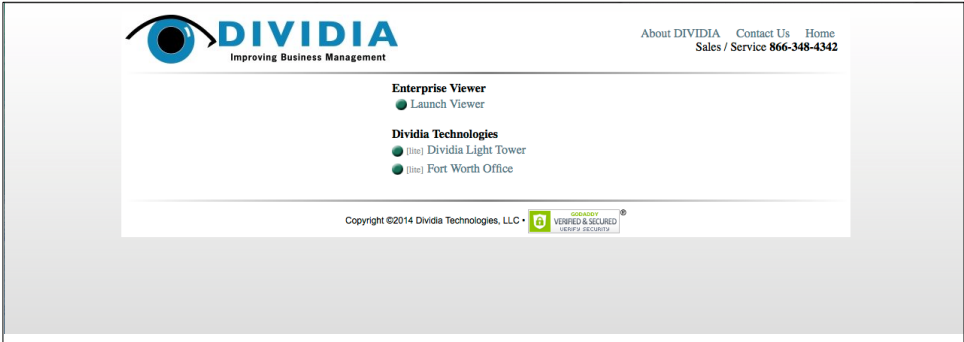 DIVIDIA
Improving Business Management
About DIVIDIA Contact Us Home
Sales / Service 866-348-4342
Enterprise Viewer
Launch Viewer
Dividia Technologies
[lite] Dividia Light Tower
[lite] Fort Worth Office
Copyright ©2014 Dividia Technologies, LLC •
GODADDY
VERIFIED & SECURED
VERIFY SECURITY
®